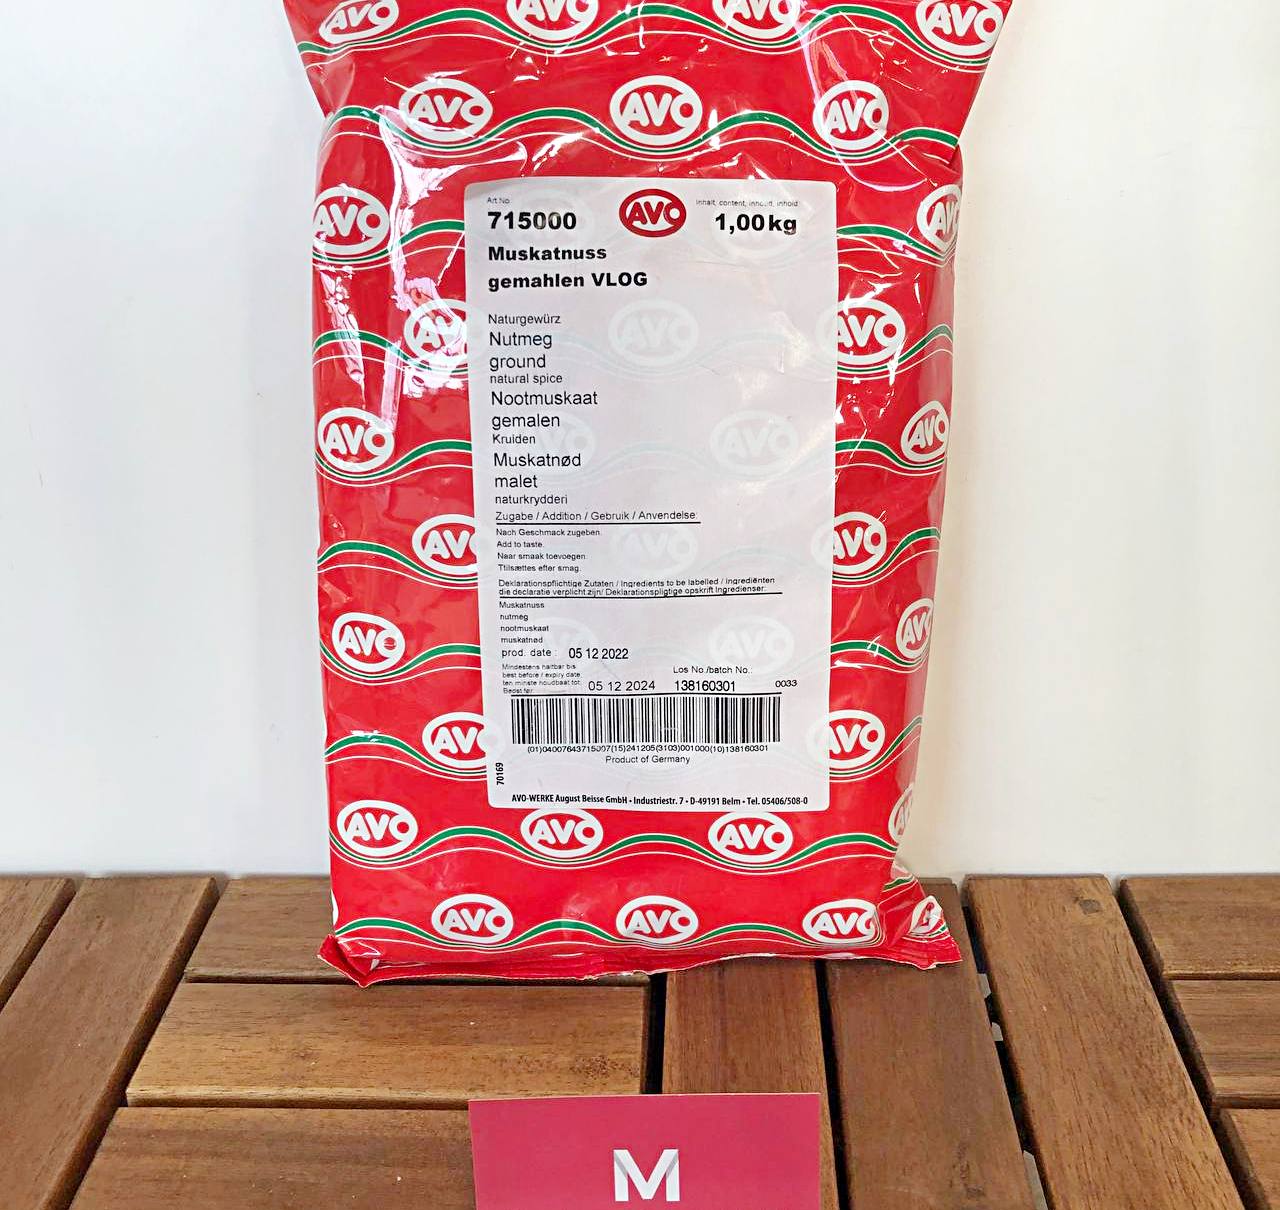 AVO
Art No.
715000
AVO
Inhalt, content, inhoud, inhold
1,00 kg
Muskatnuss
gemahlen VLOG
Naturgewürz
Nutmeg
ground
natural spice
Nootmuskaat
gemalen
Kruiden
Muskatnød
malet
naturkrydderi
Zugabe / Addition / Gebruik / Anvendelse:
Nach Geschmack zugeben.
Add to taste.
Naar smaak toevoegen.
Ttilsættes efter smag.
Deklarationspflichtige Zutaten / Ingredients to be labelled / Ingrediënten
die declaratie verplicht zijn/ Deklarationspligtige opskrift Ingredienser:
Muskatnuss
nutmeg
nootmuskaat
muskatnød
prod. date : 05 12 2022
Mindestens haltbar bis
best before / expiry date
ten minste houdbaat tot
Bedst før:
05 12 2024
Los No./batch No.:
138160301
0033
(01)04007643715007(15)241205(3103)001000(10)138160301
Product of Germany
70169
AVO-WERKE August Beisse GmbH • Industriestr. 7 • D-49191 Belm • Tel. 05406/508-0
M